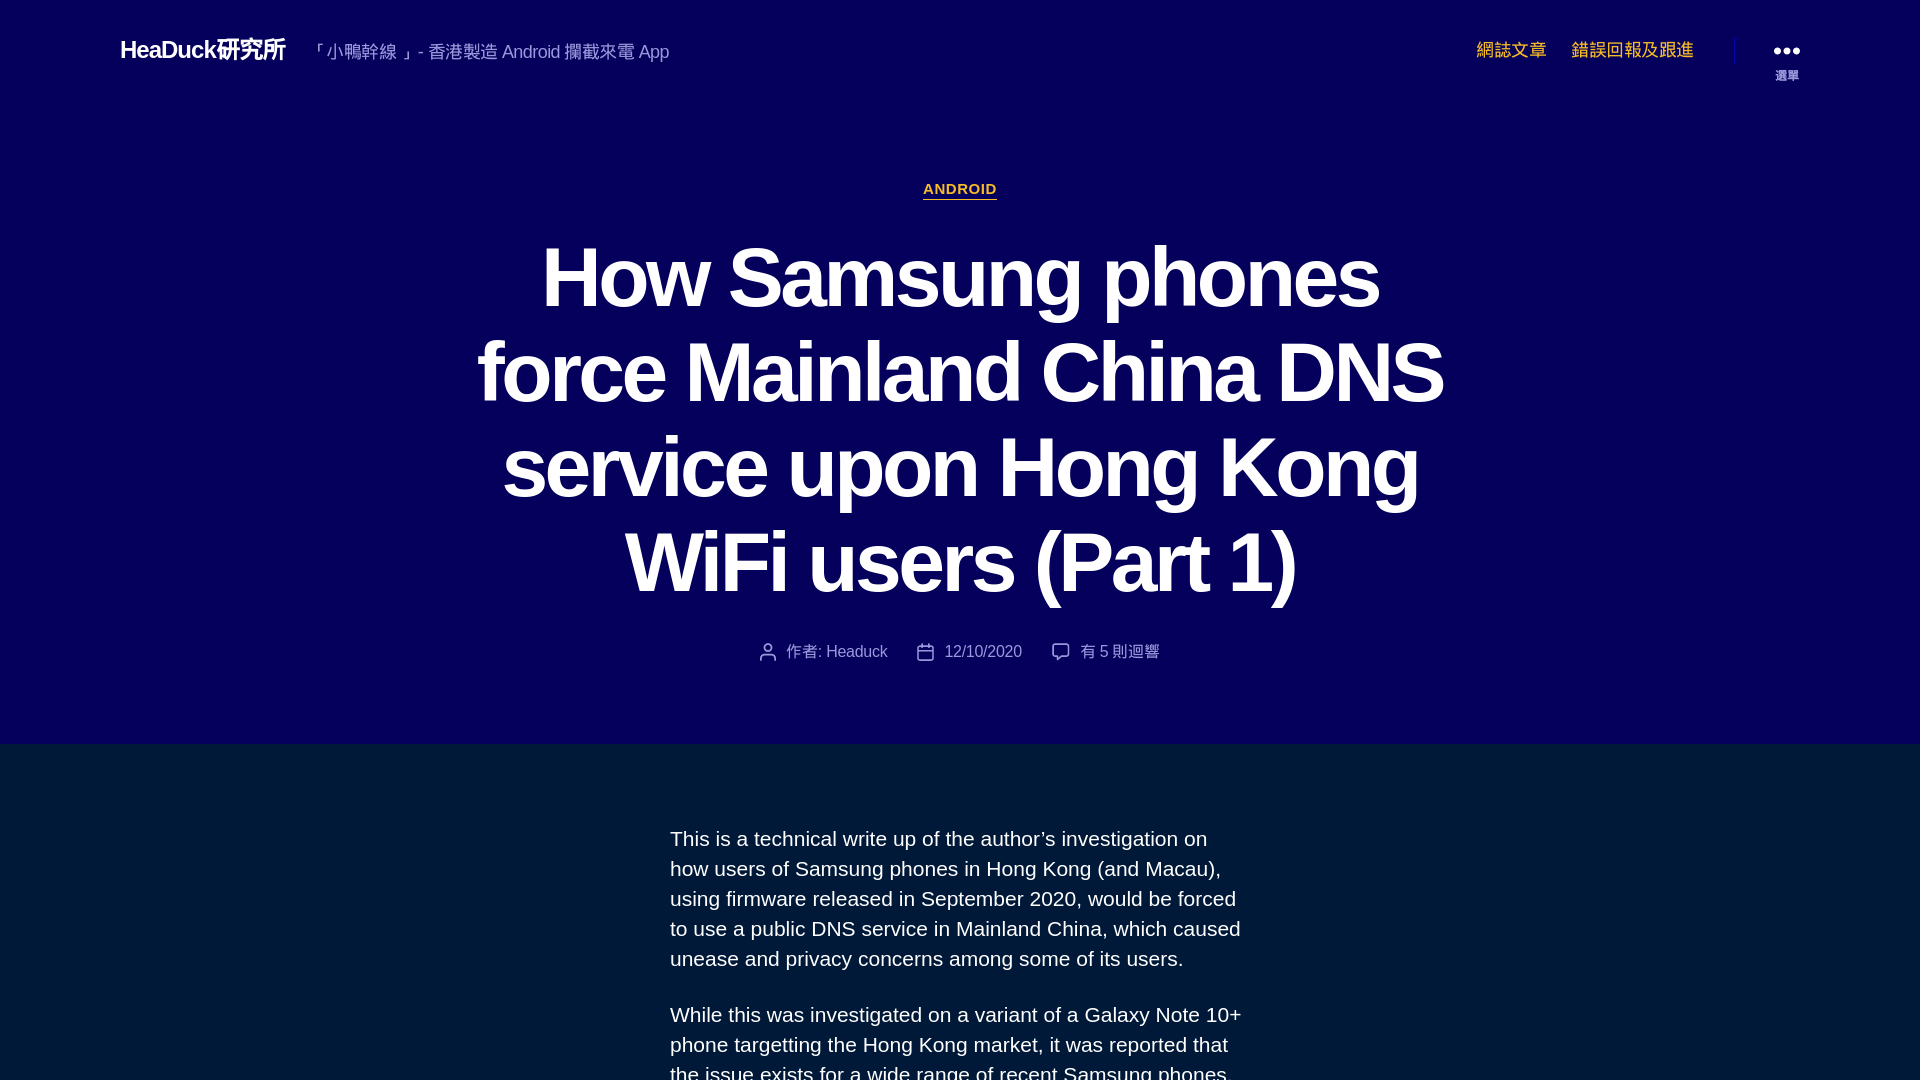 HeaDuck研究所
「小鴨幹線 」- 香港製造 Android 攔截來電 App
網誌文章
錯誤回報及跟進
選單
ANDROID
How Samsung phones
force Mainland China DNS
service upon Hong Kong
WiFi users (Part 1)
作者: Headuck
12/10/2020
有 5 則迴響
This is a technical write up of the author’s investigation on
how users of Samsung phones in Hong Kong (and Macau),
using firmware released in September 2020, would be forced
to use a public DNS service in Mainland China, which caused
unease and privacy concerns among some of its users.
While this was investigated on a variant of a Galaxy Note 10+
phone targetting the Hong Kong market, it was reported that
the issue exists for a wide range of recent Samsung phones